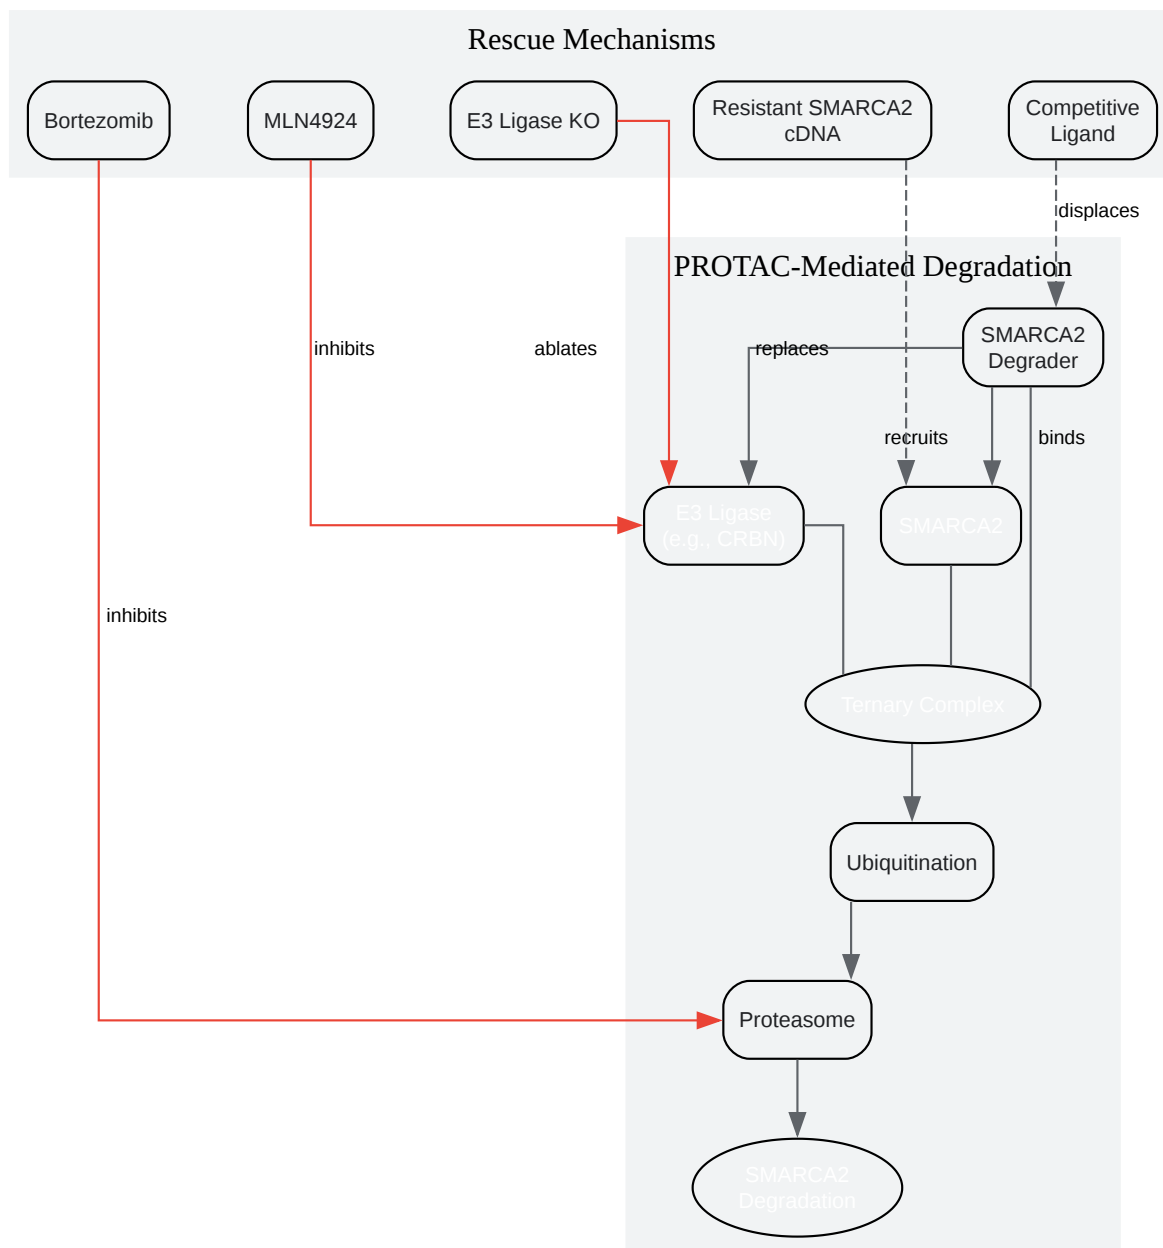 Rescue Mechanisms
Bortezomib
MLN4924
E3 Ligase KO
Resistant SMARCA2
cDNA
Competitive
Ligand
displaces
PROTAC-Mediated Degradation
inhibits
ablates
replaces
SMARCA2
Degrader
recruits
binds
E3 Ligase
(e.g., CRBN)
SMARCA2
inhibits
Ternary Complex
Ubiquitination
Proteasome
SMARCA2
Degradation